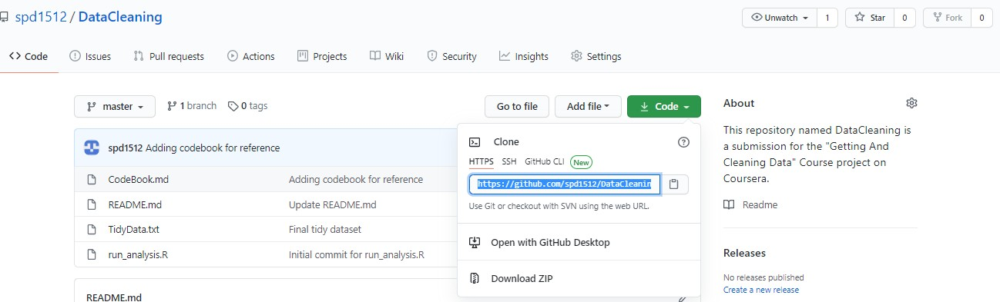 spd1512 / DataCleaning
Unwatch 1 Star 0 Fork 0
Code Issues Pull requests Actions Projects Wiki Security Insights Settings
master 1 branch 0 tags Go to file Add file Code
spd1512 Adding codebook for reference
CodeBook.md Adding codebook for reference
README.md Update README.md
TidyData.txt Final tidy dataset
run_analysis.R Initial commit for run_analysis.R
README.md
Clone
HTTPS SSH GitHub CLI New
https://github.com/spd1512/DataCleanin
Use Git or checkout with SVN using the web URL.
Open with GitHub Desktop
Download ZIP
About
This repository named DataCleaning is
a submission for the "Getting And
Cleaning Data" Course project on
Coursera.
Readme
Releases
No releases published
Create a new release